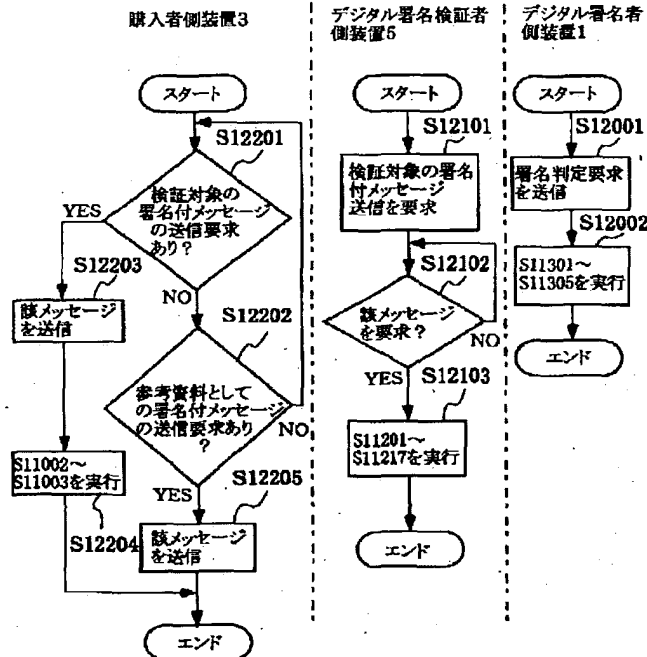 購入者側装置3
スタート
S12201
検証対象の
署名付メッセージ
の送信要求
あり？
YES
NO
S12203
該メッセージ
を送信
S12202
参考資料として
の署名付メッセージ
の送信要求あり
？
NO
YES
S11002～
S11003を実行
S12204
S12205
該メッセージ
を送信
エンド
デジタル署名検証者
側装置5
スタート
S12101
検証対象の署名
付メッセージ
送信を要求
S12102
該メッセージ
を要求？
NO
YES
S12103
S11201～
S11217を実行
エンド
デジタル署名者
側装置1
スタート
S12001
署名判定要求
を送信
S12002
S11301～
S11305を実行
エンド